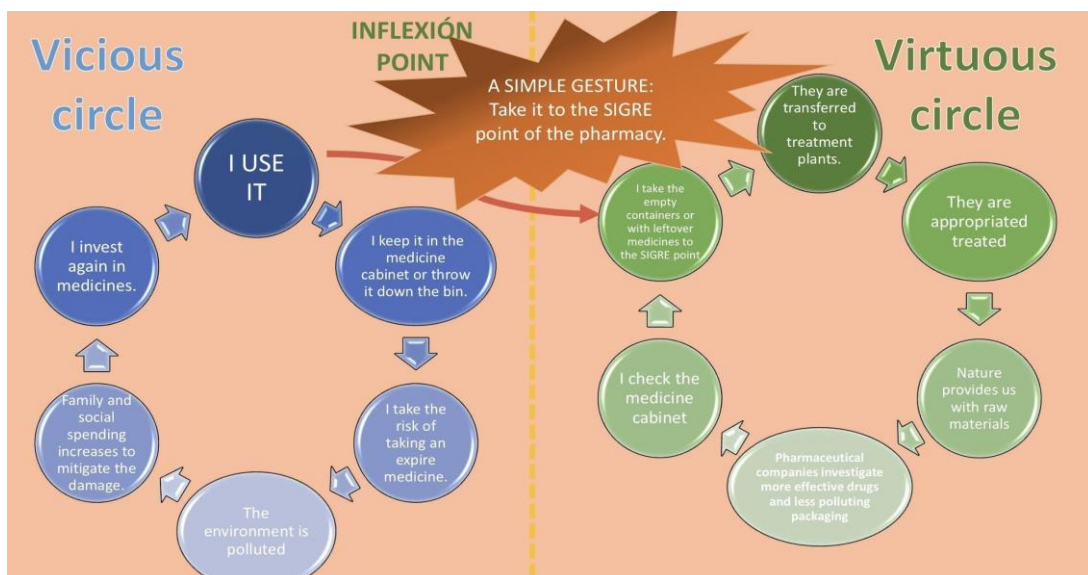 Vicious
circle
INFLEXIÓN
POINT
A SIMPLE GESTURE:
Take it to the SIGRE
point of the pharmacy.
Virtuous
circle
I USE
IT
I keep it in the
medicine
cabinet or throw
it down the bin.
I take the
risk of
taking an
expire
medicine.
The
environment is
polluted
Family and
social
spending
increases to
mitigate the
damage.
I invest
again in
medicines.
They are
transferred
to
treatment
plants.
They are
appropriated
treated
Nature
provides us
with raw
materials
Pharmaceutical
companies investigate
more effective drugs
and less polluting
packaging
I check the
medicine
cabinet
I take the
empty
containers or
with leftover
medicines to
the SIGRE point